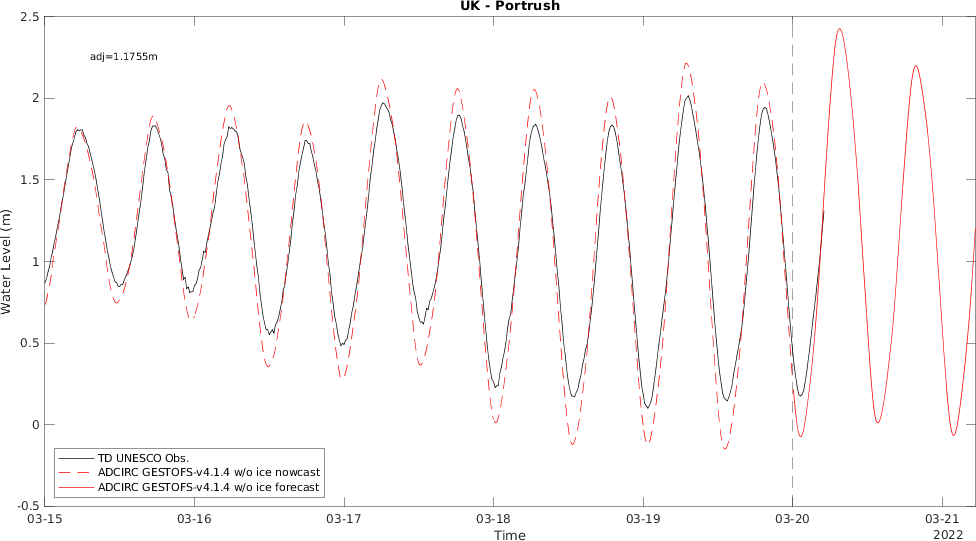 UK - Portrush
adj=1.1755m
Water Level (m)
2.5
2
1.5
1
0.5
0
-0.5
TD UNESCO Obs.
ADCIRC GESTOFS-v4.1.4 w/o ice nowcast
ADCIRC GESTOFS-v4.1.4 w/o ice forecast
03-15 03-16 03-17 03-18 03-19 03-20 03-21
Time
2022